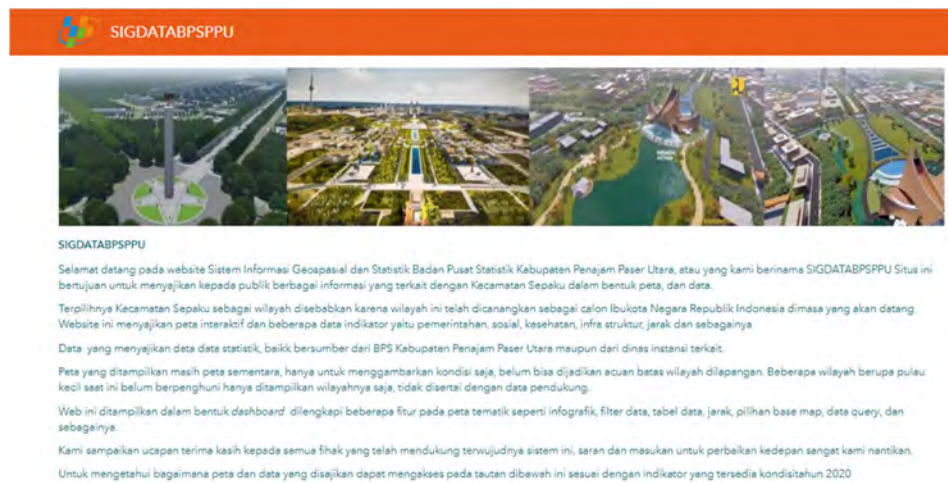 SIGDATABPSPPU
SIGDATABPSPPU
Selamat datang pada website Sistem Informasi Geospasial dan Statistik Badan Pusat Statistik Kabupaten Penajam Paser Utara, atau yang kami berinama SIGDATABPSPPU Situs ini
bertujuan untuk menyajikan kepada publik berbagai informasi yang terkait dengan Kecamatan Sepaku dalam bentuk peta, dan data.
Terpilihnya Kecamatan Sepaku sebagai wilayah disebabkan karena wilayah ini telah dicanangkan sebagai calon Ibukota Negara Republik Indonesia dimasa yang akan datang.
Website ini menyajikan peta interaktif dan beberapa data indikator yaitu pemerintahan, sosial, kesehatan, infra struktur, jarak dan sebagainya
Data yang menyajikan data data statistik, baikk bersumber dari BPS Kabupaten Penajam Paser Utara maupun dari dinas instansi terkait.
Peta yang ditampilkan masih peta sementara, hanya untuk menggambarkan kondisi saja, belum bisa dijadikan acuan batas wilayah dilapangan. Beberapa wilayah berupa pulau
kecil saat ini belum berpenghuni hanya ditampilkan wilayahnya saja, tidak disertai dengan data pendukung.
Web ini ditampilkan dalam bentuk dashboard dilengkapi beberapa fitur pada peta tematik seperti infografik, filter data, tabel data, jarak, pilihan base map, data query, dan
sebagainya.
Kami sampaikan ucapan terima kasih kepada semua fihak yang telah mendukung terwujudnya sistem ini, saran dan masukan untuk perbaikan kedepan sangat kami nantikan.
Untuk mengetahui bagaimana peta dan data yang disajikan dapat mengakses pada tautan dibawah ini sesuai dengan indikator yang tersedia kondisitahun 2020